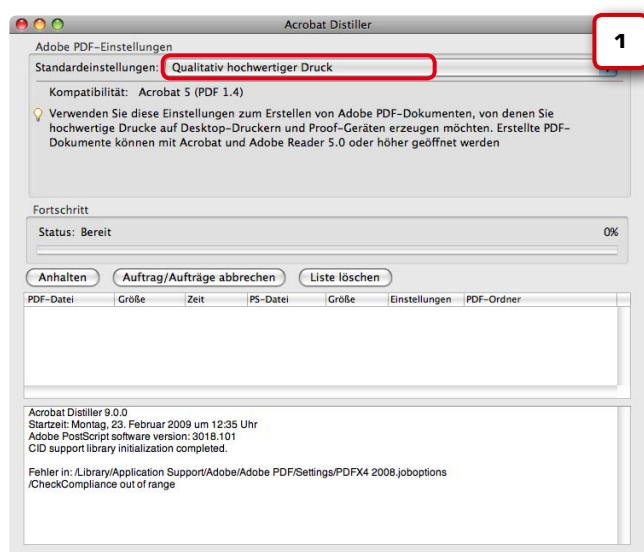 Acrobat Distiller
1
Adobe PDF-Einstellungen
Standardeinstellungen: Qualitativ hochwertiger Druck
Kompatibilität: Acrobat 5 (PDF 1.4)
Verwenden Sie diese Einstellungen zum Erstellen von Adobe PDF-Dokumenten, von denen Sie
hochwertige Drucke auf Desktop-Druckern und Proof-Geräten erzeugen möchten. Erstellte PDF-
Dokumente können mit Acrobat und Adobe Reader 5.0 oder höher geöffnet werden
Fortschritt
Status: Bereit 0%
Anhalten Auftrag/Aufträge abbrechen Liste löschen
PDF-Datei Größe Zeit PS-Datei Größe Einstellungen PDF-Ordner
Acrobat Distiller 9.0.0
Startzeit: Montag, 23. Februar 2009 um 12:35 Uhr
Adobe PostScript software version: 3018.101
CID support library initialization completed.
Fehler in: /Library/Application Support/Adobe/Adobe PDF/Settings/PDFX4 2008.joboptions
/CheckCompliance out of range